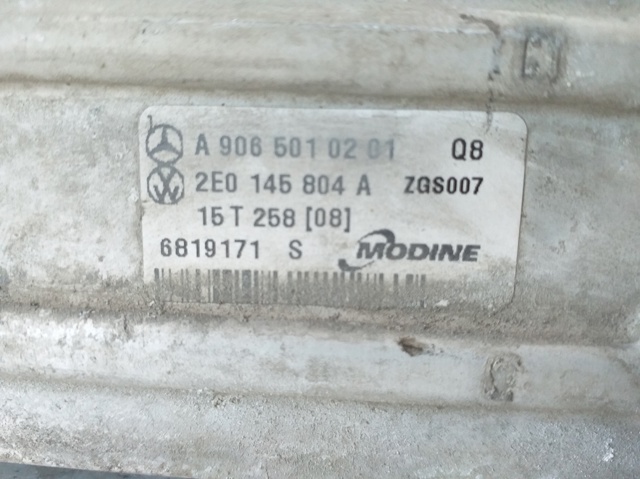 A 906 501 02 01 Q8
2E0 145 804 A ZGS007
15 T 258 [08]
6819171 S MODINE